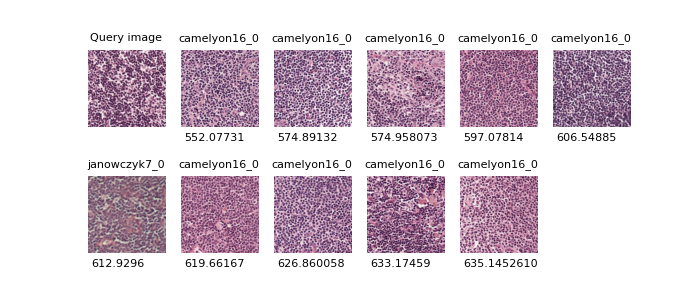 Query image camelyon16_0 camelyon16_0 camelyon16_0 camelyon16_0 camelyon16_0
552.07731 574.89132 574.958073 597.07814 606.54885
janowczyk7_0 camelyon16_0 camelyon16_0 camelyon16_0 camelyon16_0
612.9296 619.66167 626.860058 633.17459 635.1452610